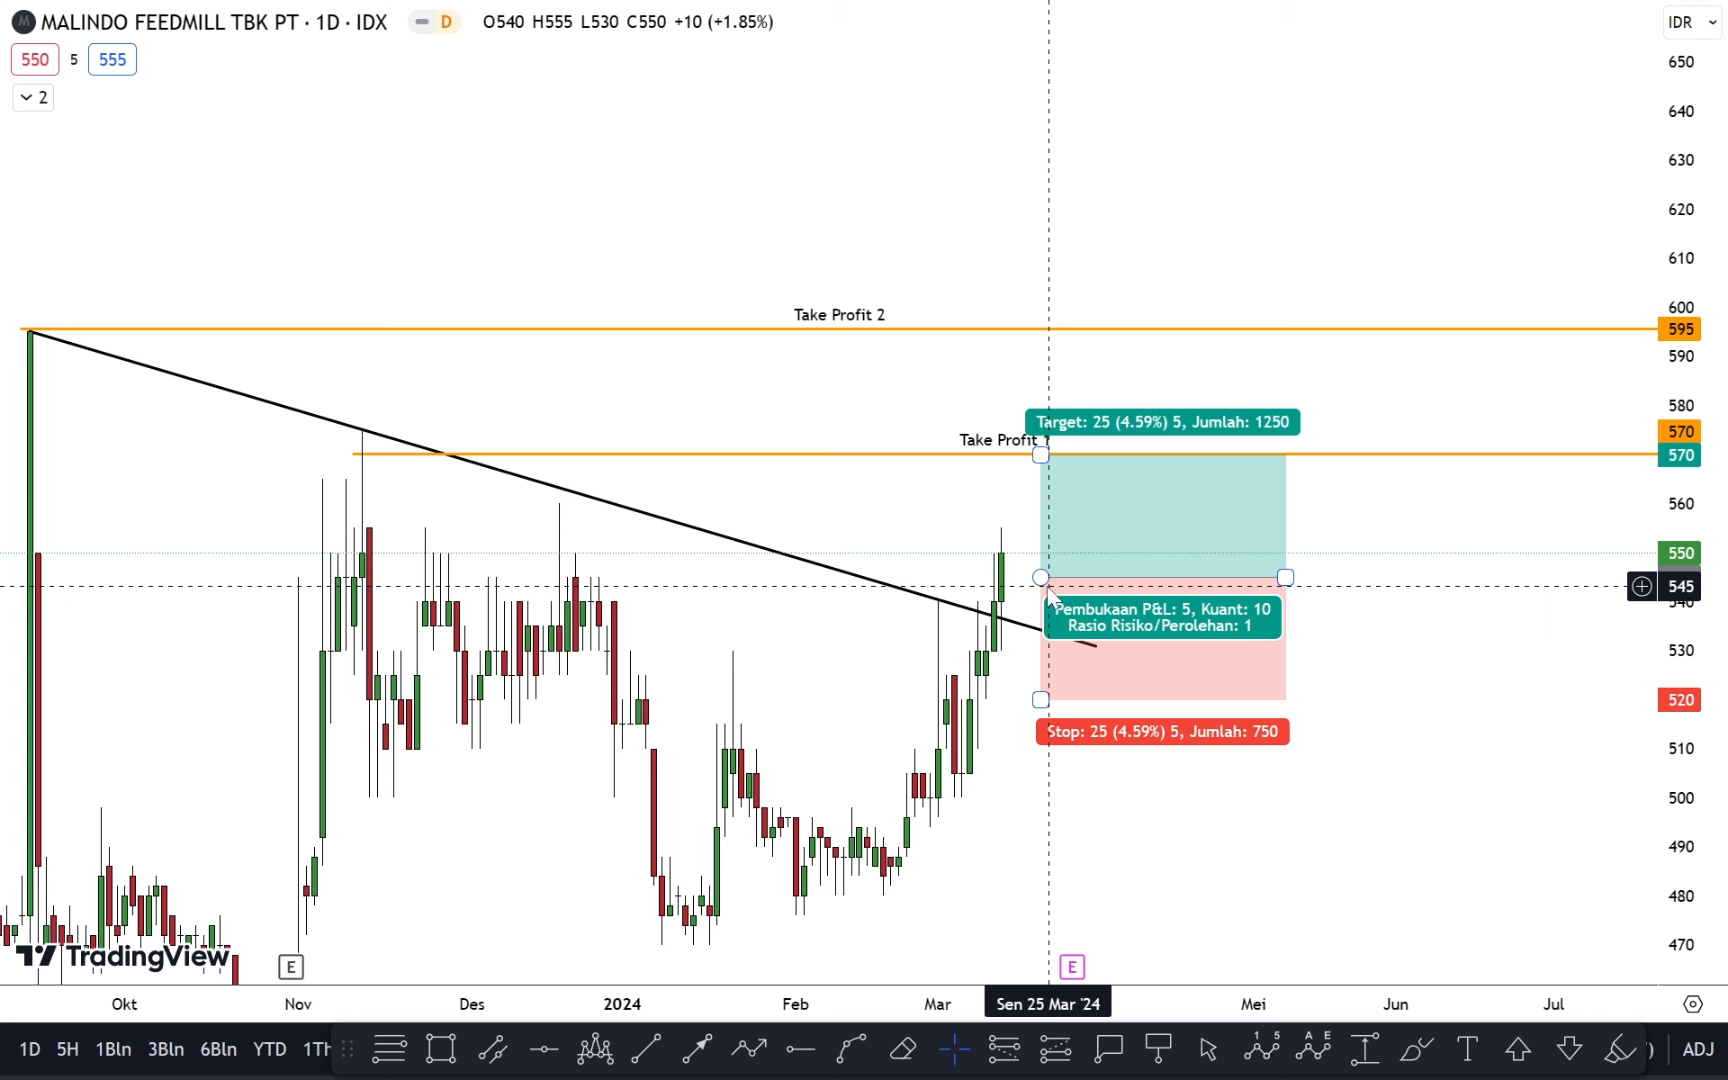 MALINDO FEEDMILL TBK PT · 1D · IDX
D
O540 H555 L530 C550 +10 (+1.85%)
IDR
550
5
555
2
650
640
630
620
610
600
Take Profit 2
595
590
580
Target: 25 (4.59%) 5, Jumlah: 1250
570
Take Profit 1
570
560
550
545
540
Pembukaan P&L: 5, Kuant: 10
Rasio Risiko/Perolehan: 1
530
520
Stop: 25 (4.59%) 5, Jumlah: 750
510
500
490
480
470
TradingView
E
E
Okt
Nov
Des
2024
Feb
Mar
Sen 25 Mar '24
Mei
Jun
Jul
1D
5H
1Bln
3Bln
6Bln
YTD
ADJ